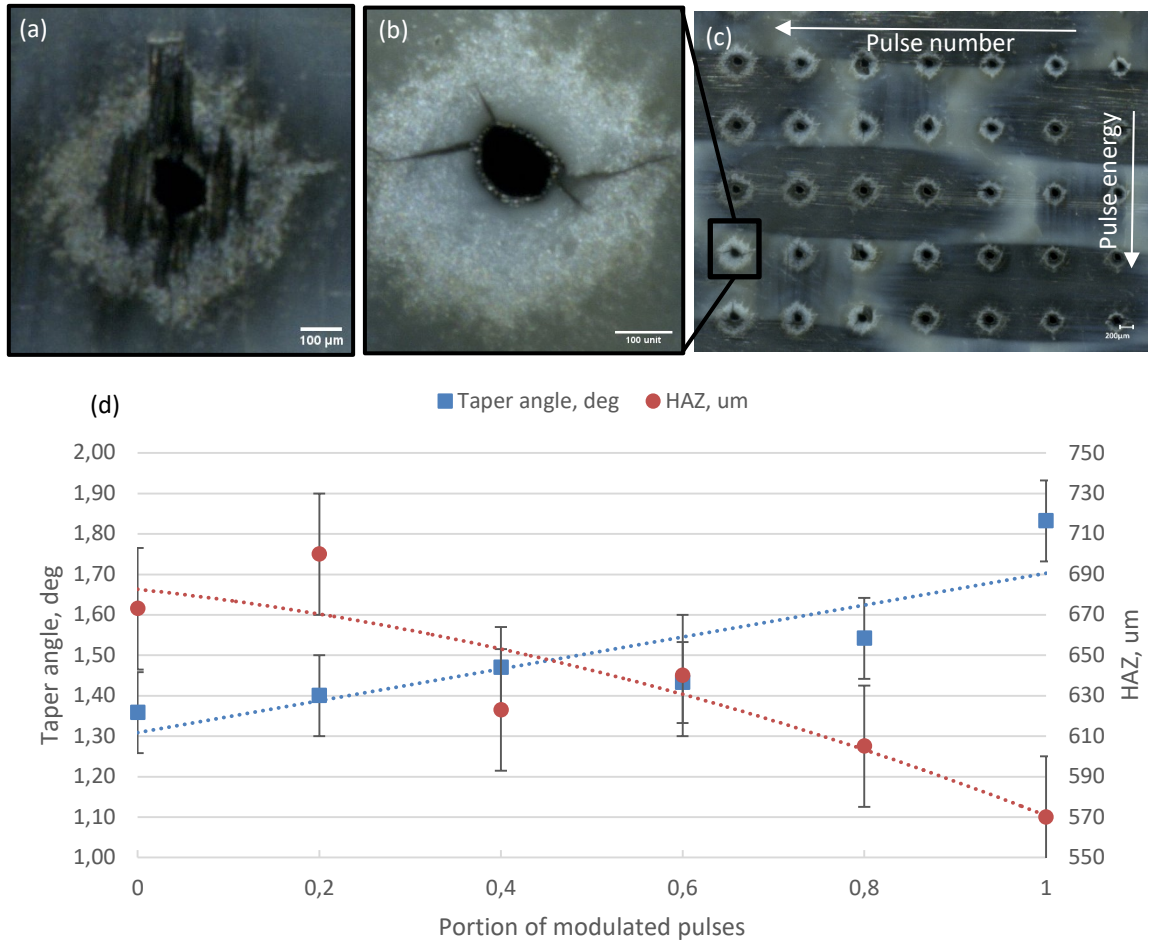 (a)
100 μm
(b)
100 unit
(c)
Pulse number
Pulse energy
200μm
(d)
Taper angle, deg
HAZ, um
2,00
1,90
1,80
1,70
1,60
1,50
1,40
1,30
1,20
1,10
1,00
Taper angle, deg
750
730
710
690
670
650
630
610
590
570
550
HAZ, um
0
0,2
0,4
0,6
0,8
1
Portion of modulated pulses